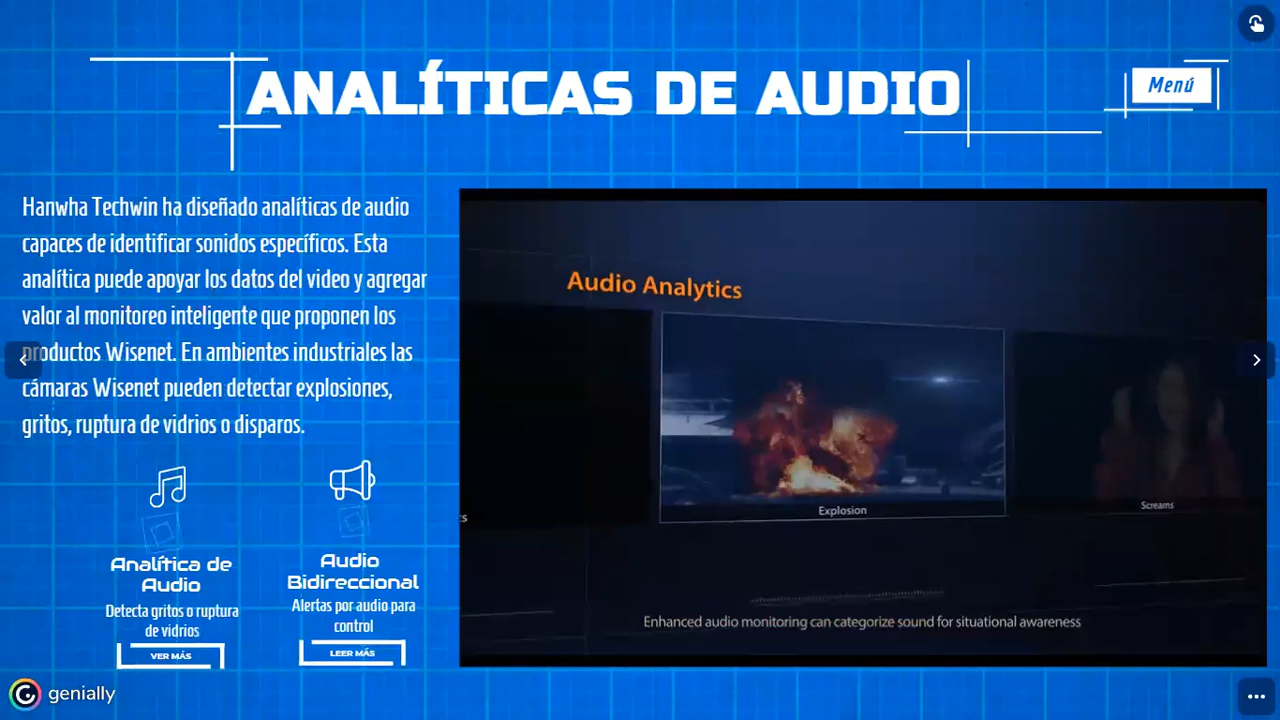 ANALÍTICAS DE AUDIO
Menú
Hanwha Techwin ha diseñado analíticas de audio
capaces de identificar sonidos específicos. Esta
analítica puede apoyar los datos del video y agregar
valor al monitoreo inteligente que proponen los
productos Wisenet. En ambientes industriales las
cámaras Wisenet pueden detectar explosiones,
gritos, ruptura de vidrios o disparos.
Analítica de
Audio
Detecta gritos o ruptura
de vidrios
VER MÁS
Audio
Bidireccional
Alertas por audio para
control
LEER MÁS
Audio Analytics
Explosion
Screams
Enhanced audio monitoring can categorize sound for situational awareness
genially